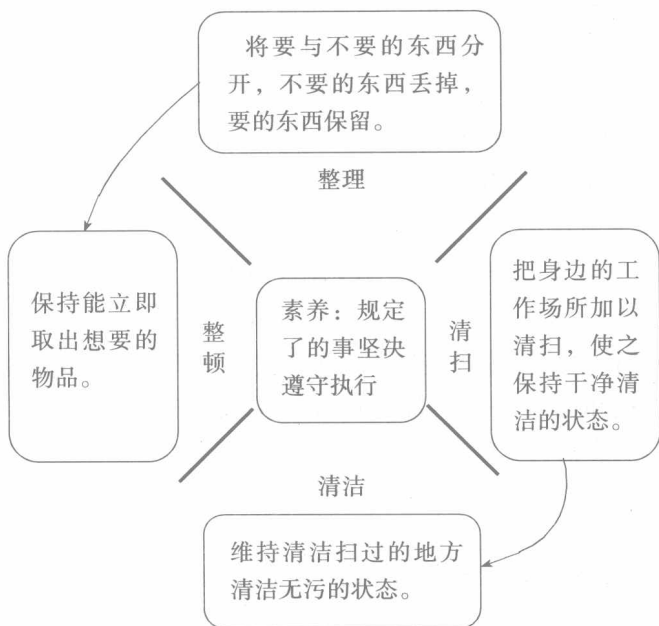 将要与不要的东西分
开，不要的东西丢掉，
要的东西保留。
整理
保持能立即
取出想要的
物品。
整
顿
素养：规定
了的事坚决
遵守执行
清
扫
把身边的工
作场所加以
清扫，使之
保持干净清
洁的状态。
清洁
维持清洁扫过的地方
清洁无污的状态。